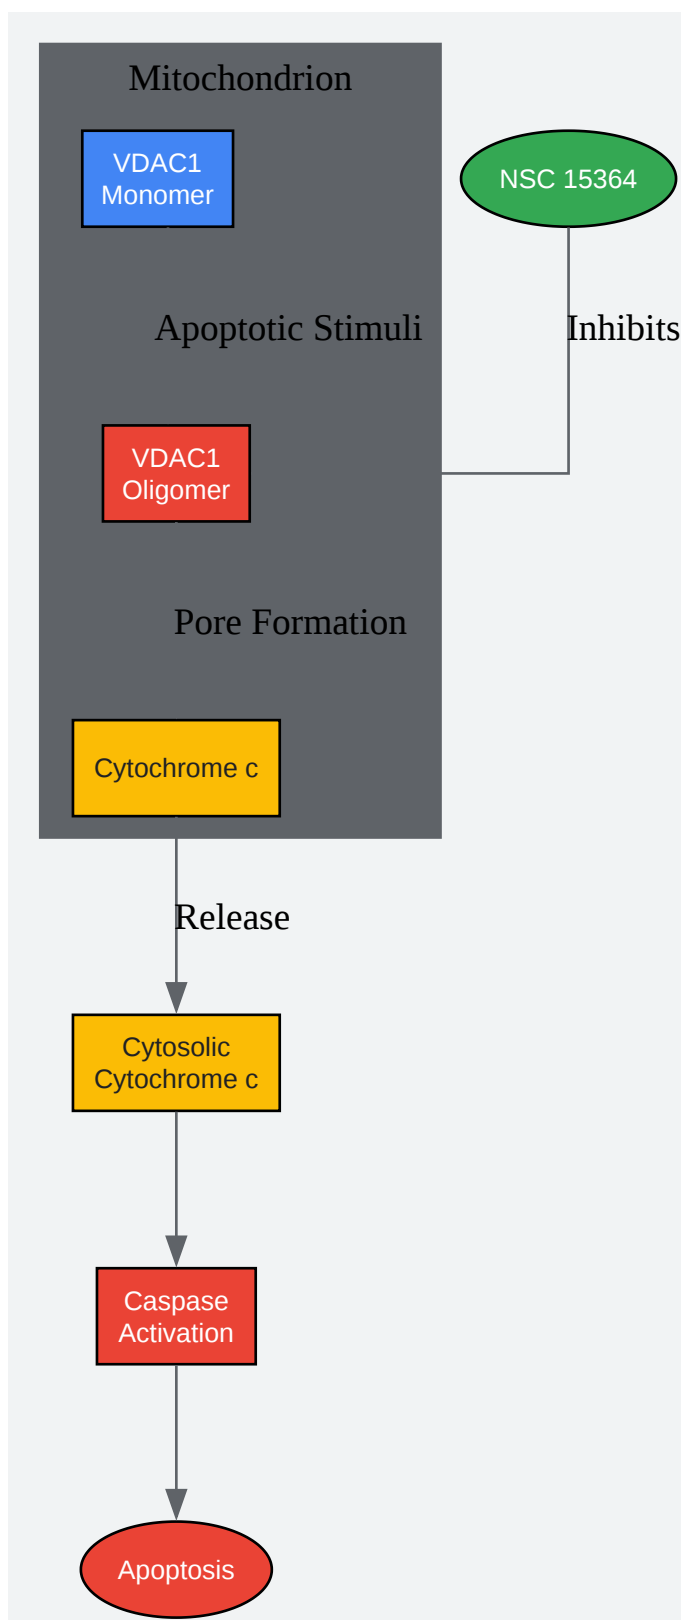 Mitochondrion
VDAC1
Monomer
NSC 15364
Apoptotic Stimuli
Inhibits
VDAC1
Oligomer
Pore Formation
Cytochrome c
Release
Cytosolic
Cytochrome c
Caspase
Activation
Apoptosis